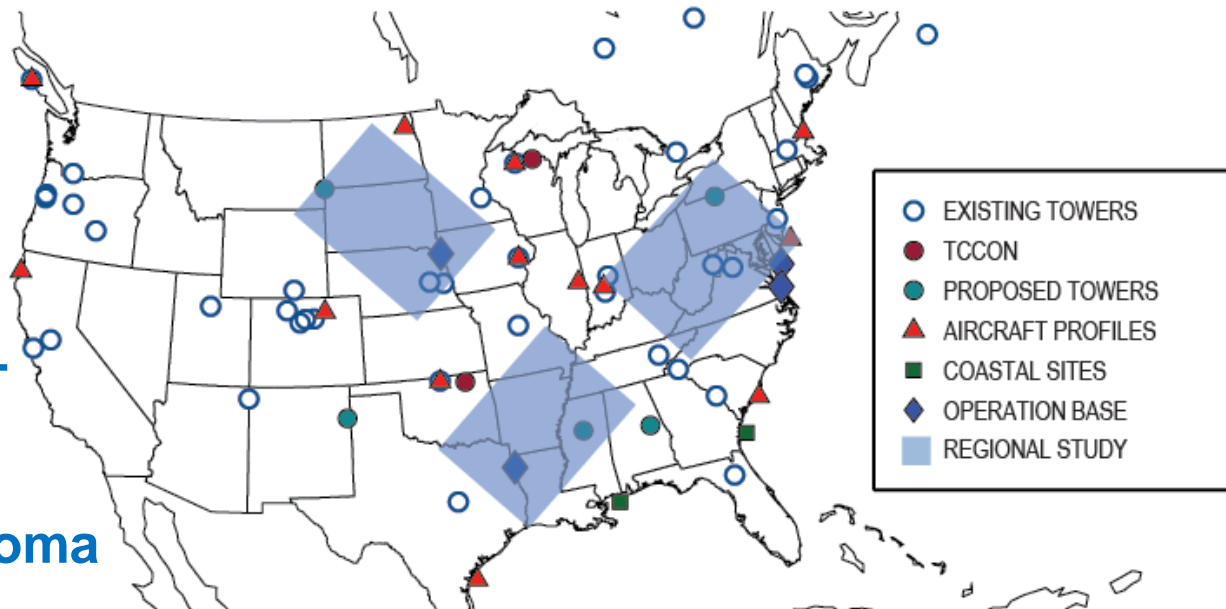 EXISTING TOWERS
TCCON
PROPOSED TOWERS
AIRCRAFT PROFILES
COASTAL SITES
OPERATION BASE
REGIONAL STUDY
oma